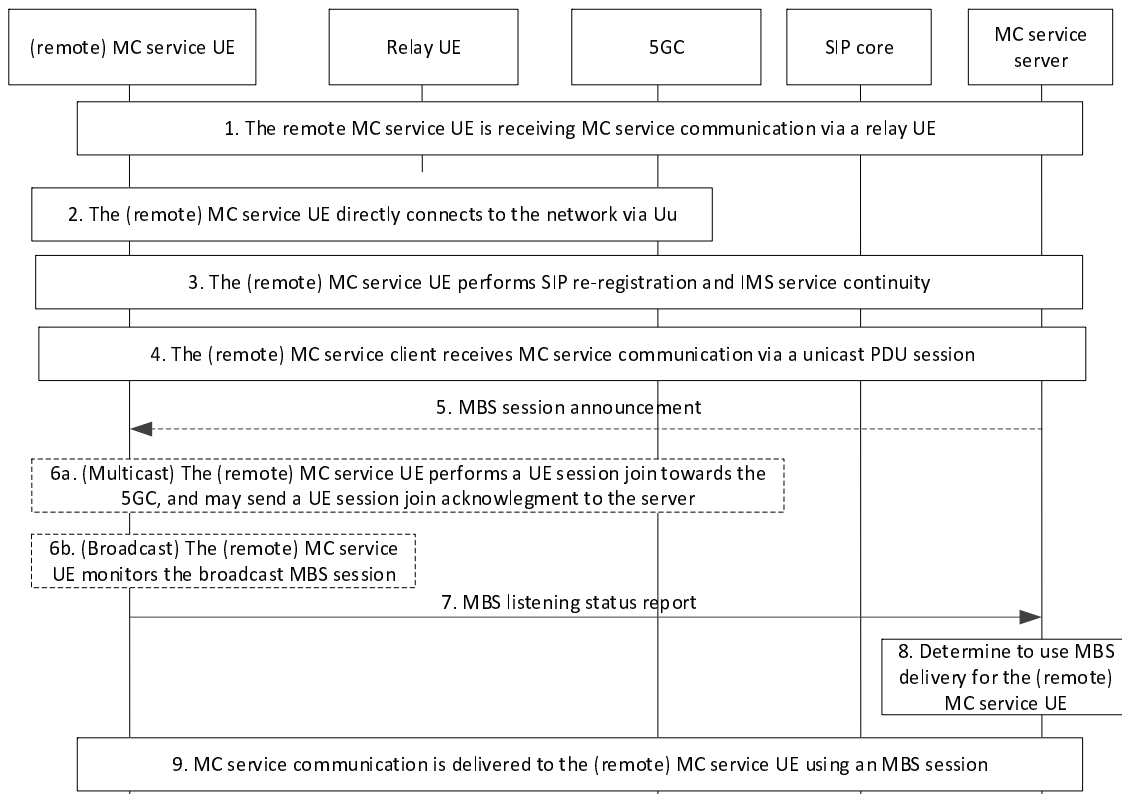 (remote) MC service UE
Relay UE
5GC
SIP core
MC service
server
1. The remote MC service UE is receiving MC service communication via a relay UE
2. The (remote) MC service UE directly connects to the network via Uu
3. The (remote) MC service UE performs SIP re-registration and IMS service continuity
4. The (remote) MC service client receives MC service communication via a unicast PDU session
5. MBS session announcement
6a. (Multicast) The (remote) MC service UE performs a UE session join towards the
5GC, and may send a UE session join acknowlegment to the server
6b. (Broadcast) The (remote) MC service
UE monitors the broadcast MBS session
7. MBS listening status report
8. Determine to use MBS
delivery for the (remote)
MC service UE
9. MC service communication is delivered to the (remote) MC service UE using an MBS session